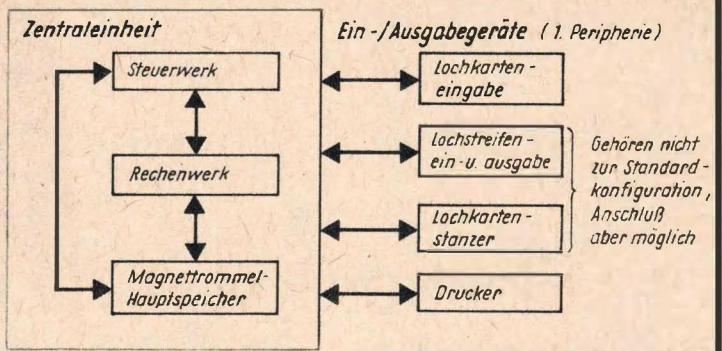 Zentraleinheit
Steuerwerk
Rechenwerk
Magnettrommel-
Hauptspeicher
Ein-/Ausgabegeräte (1. Peripherie)
Lochkarten-
eingabe
Lochstreifen-
ein- u. ausgabe
Lochkarten-
stanzer
Drucker
Gehören nicht
zur Standard-
konfiguration,
Anschluß
aber möglich